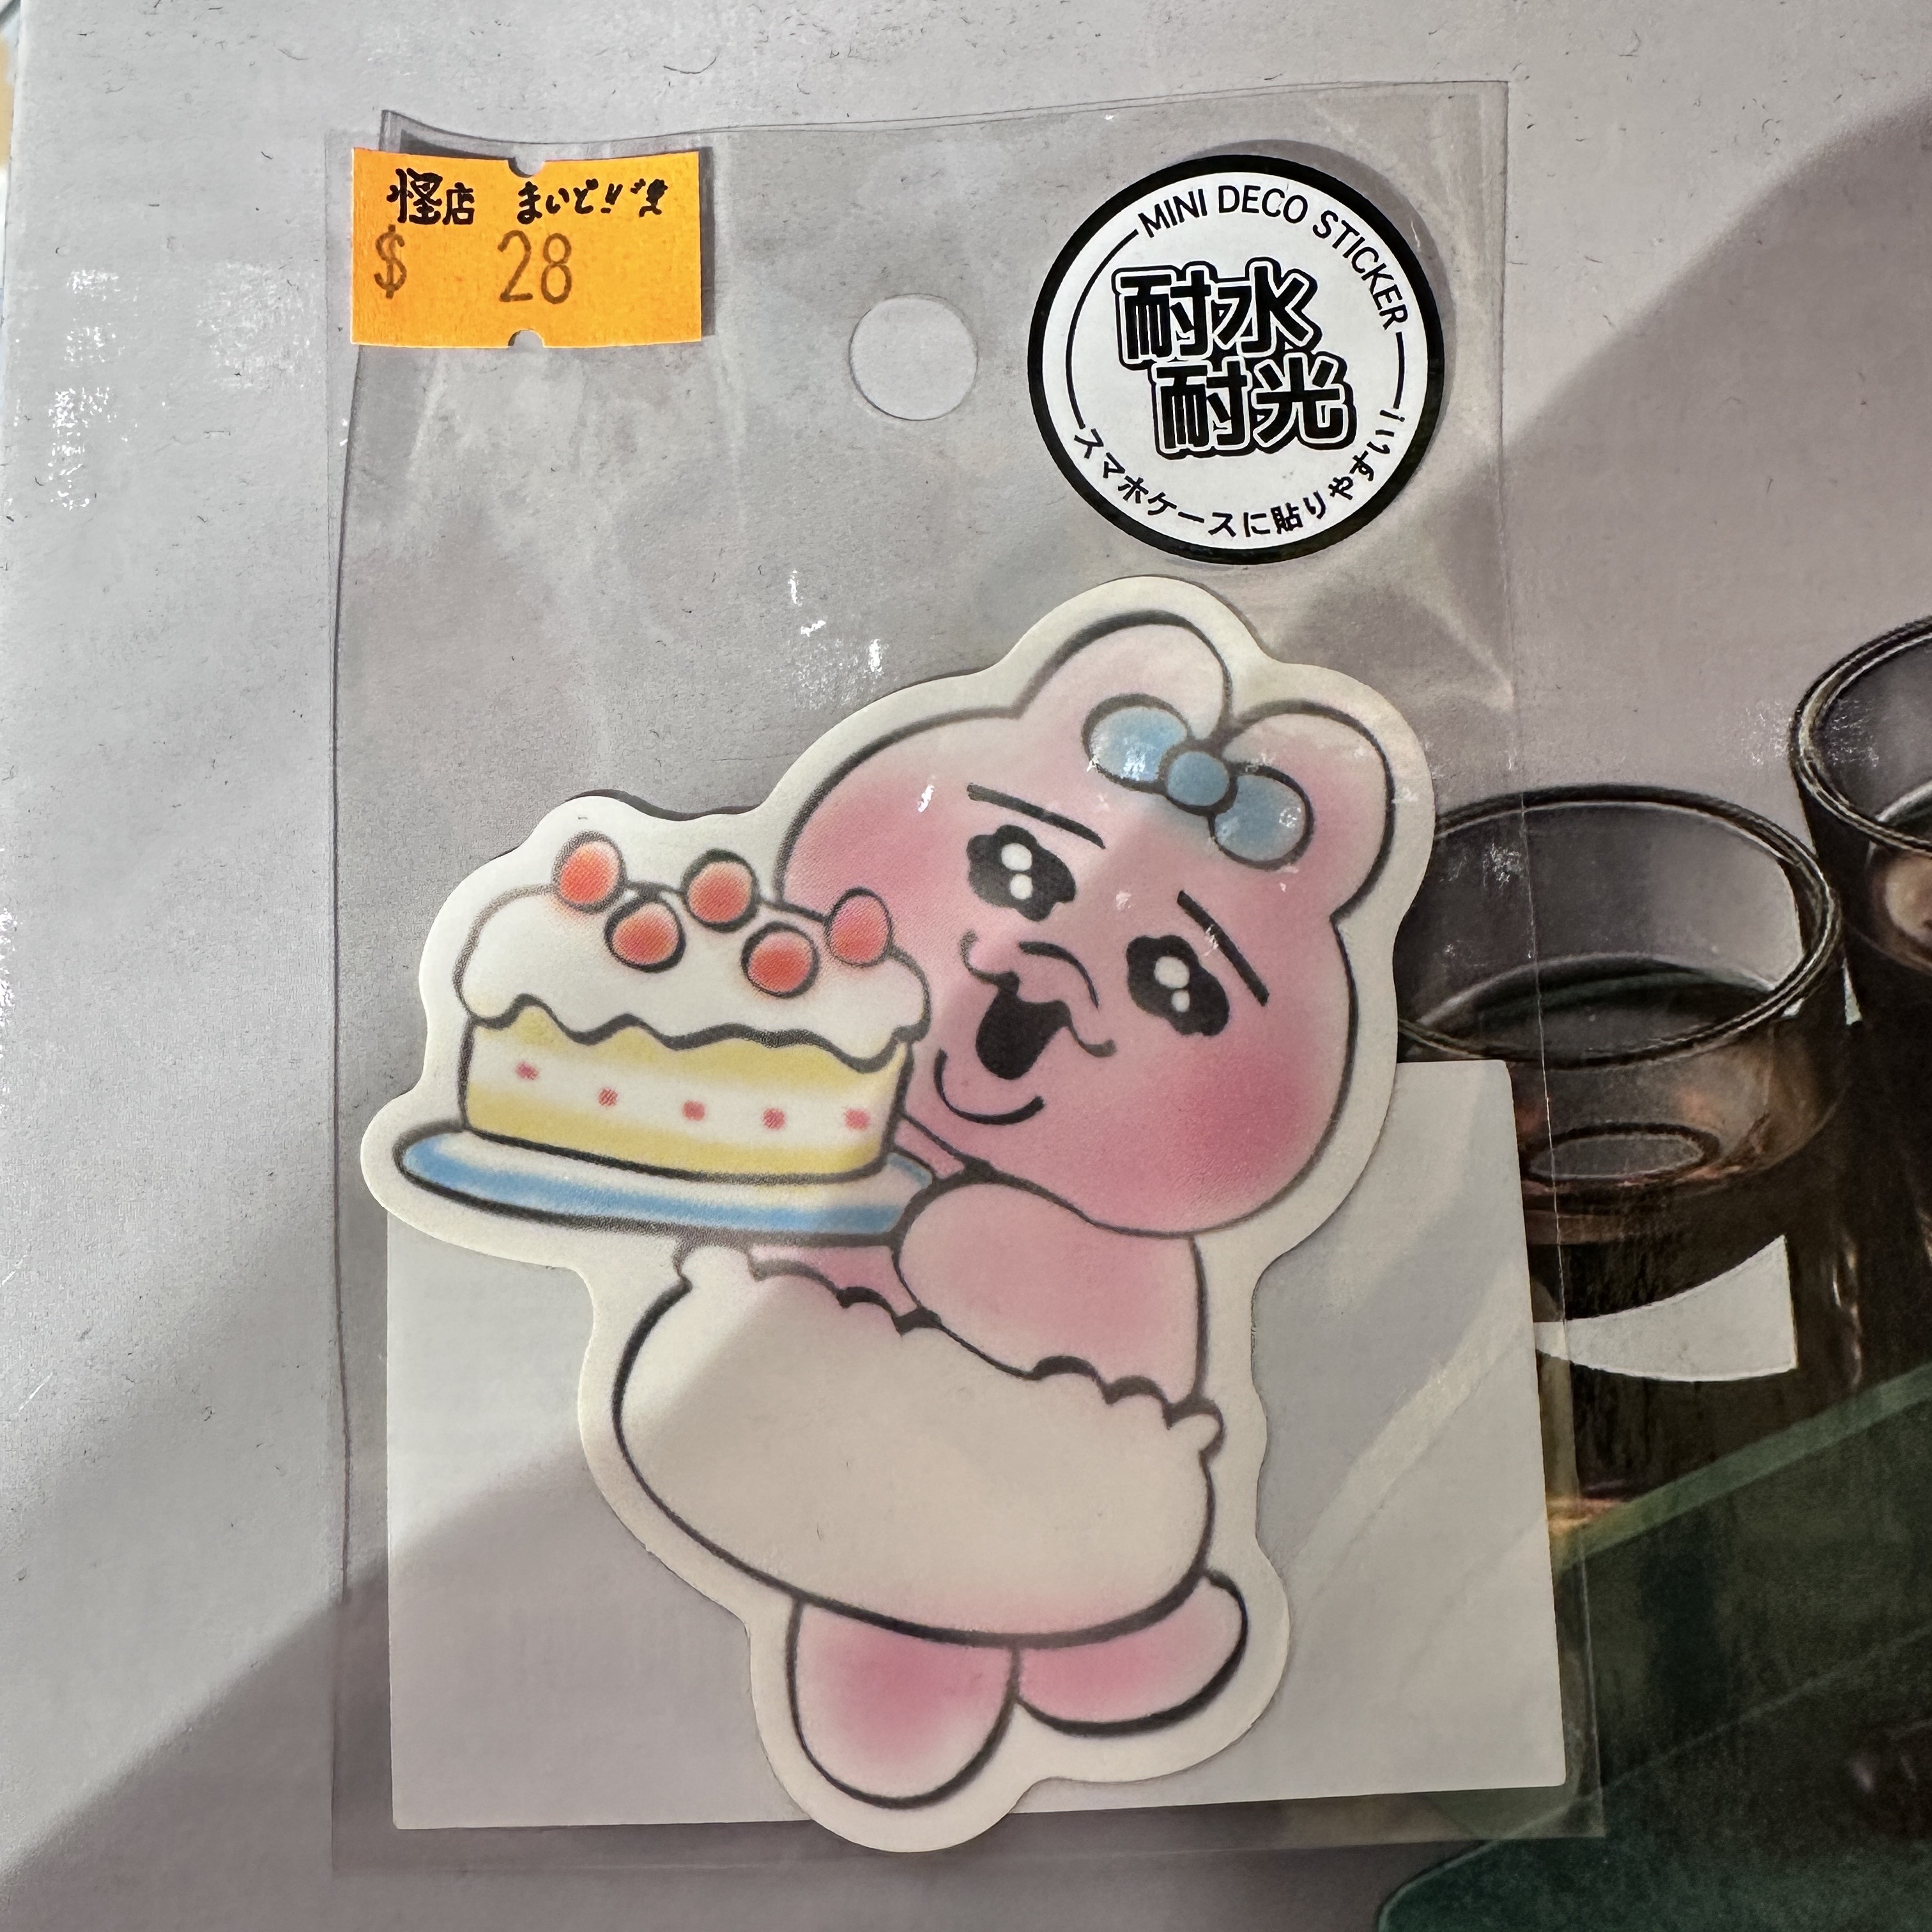 怪店 まいど!!
$ 28
MINI DECO STICKER
耐水
耐光
スマホケースに貼りやすい!